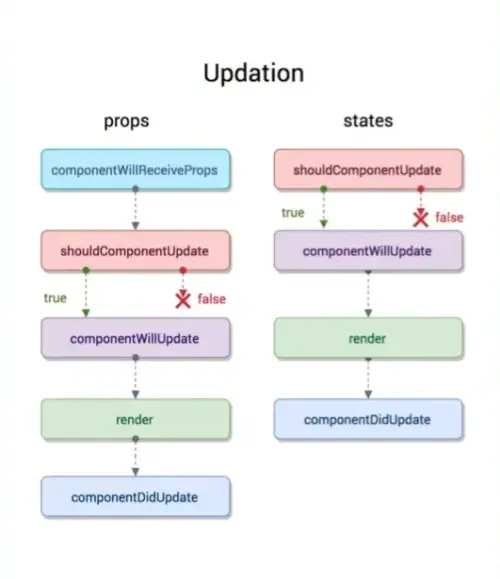 Updation
props
componentWillReceiveProps
shouldComponentUpdate
true
false
componentWillUpdate
render
componentDidUpdate
states
shouldComponentUpdate
true
false
componentWillUpdate
render
componentDidUpdate